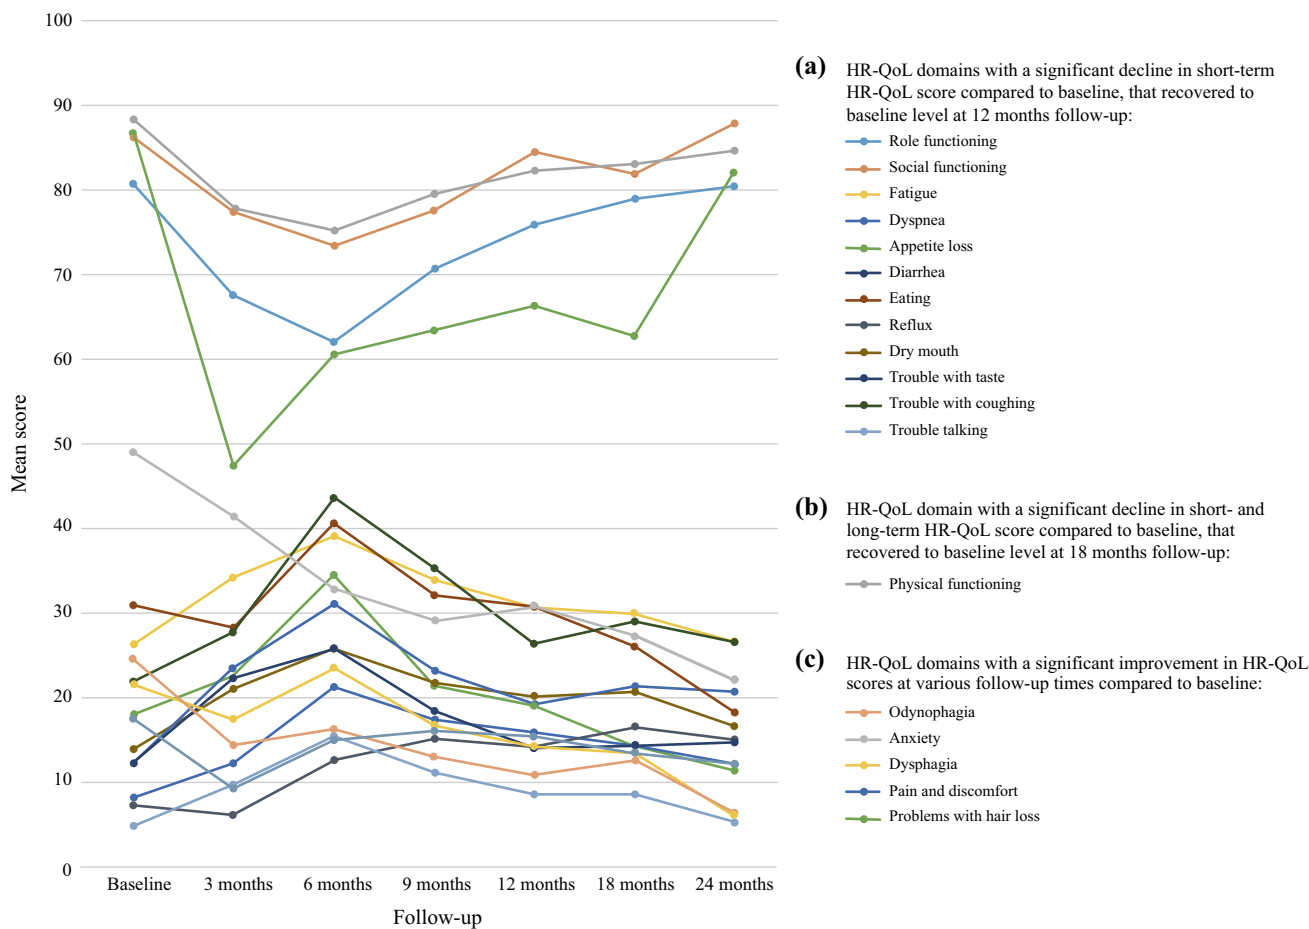 100
90
80
70
60
50
40
30
20
10
0
Mean score
Baseline
3 months
6 months
9 months
12 months
18 months
24 months
Follow-up
(a) HR-QoL domains with a significant decline in short-term
HR-QoL score compared to baseline, that recovered to
baseline level at 12 months follow-up:
Role functioning
Social functioning
Fatigue
Dyspnea
Appetite loss
Diarrhea
Eating
Reflux
Dry mouth
Trouble with taste
Trouble with coughing
Trouble talking
(b) HR-QoL domain with a significant decline in short- and
long-term HR-QoL score compared to baseline, that
recovered to baseline level at 18 months follow-up:
Physical functioning
(c) HR-QoL domains with a significant improvement in HR-QoL
scores at various follow-up times compared to baseline:
Odynophagia
Anxiety
Dysphagia
Pain and discomfort
Problems with hair loss